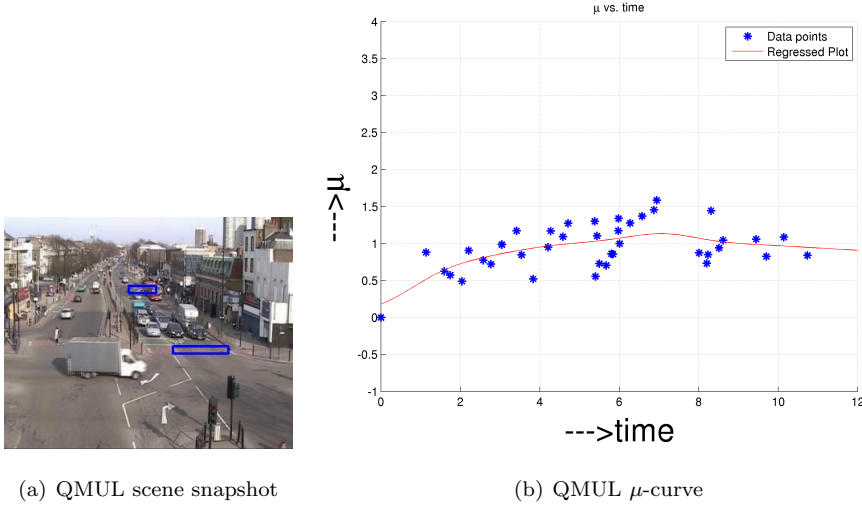 μ vs. time
4
3.5
3
2.5
2
1.5
1
0.5
0
-0.5
-1
0 2 4 6 8 10 12
Data points
Regressed Plot
--->μ
--->time
(a) QMUL scene snapshot
(b) QMUL μ-curve